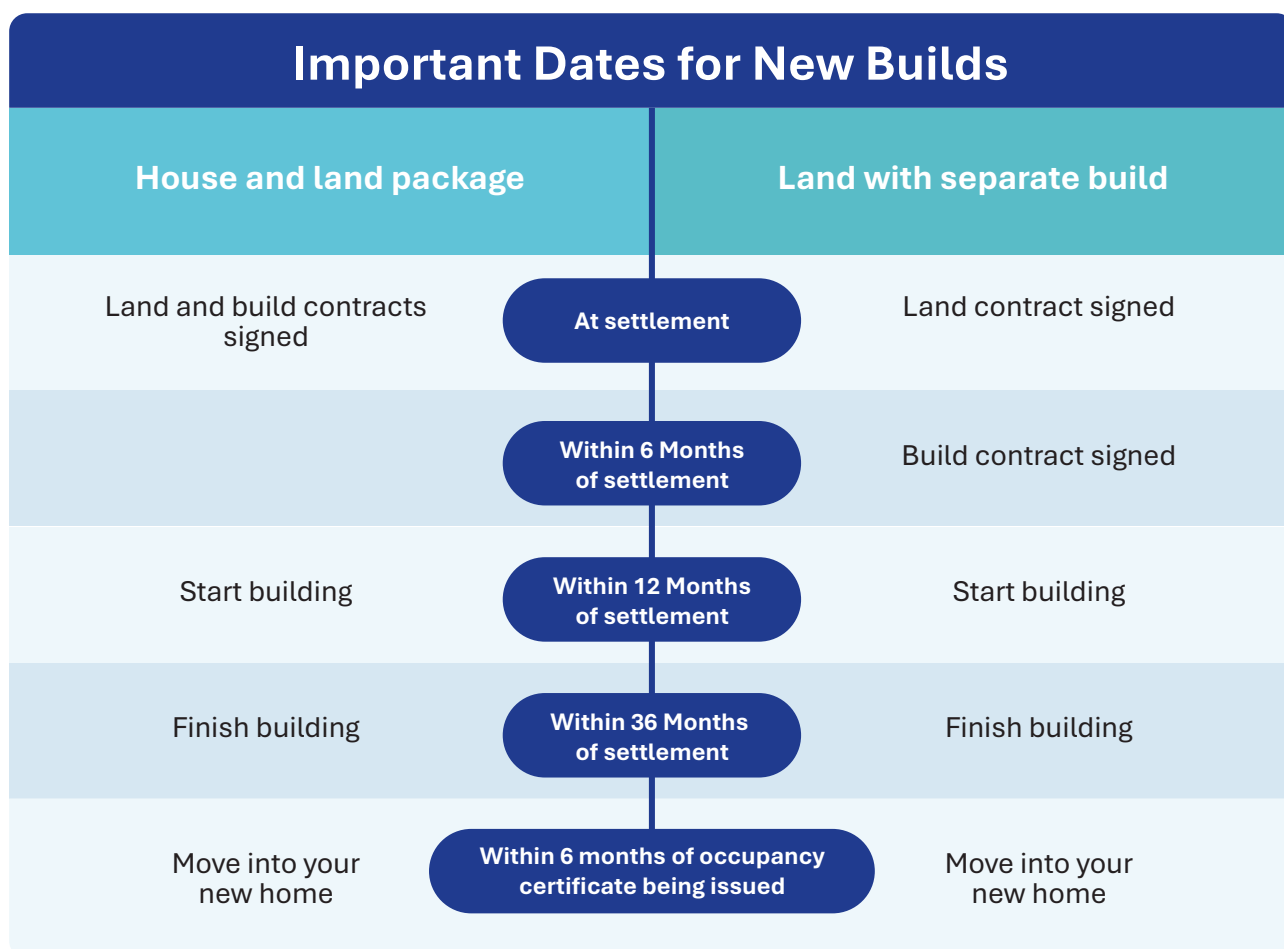 Important Dates for New Builds
House and land package
Land with separate build
Land and build contracts
signed
At settlement
Land contract signed
Within 6 Months
of settlement
Build contract signed
Start building
Within 12 Months
of settlement
Start building
Finish building
Within 36 Months
of settlement
Finish building
Move into your
new home
Within 6 months of occupancy
certificate being issued
Move into your
new home